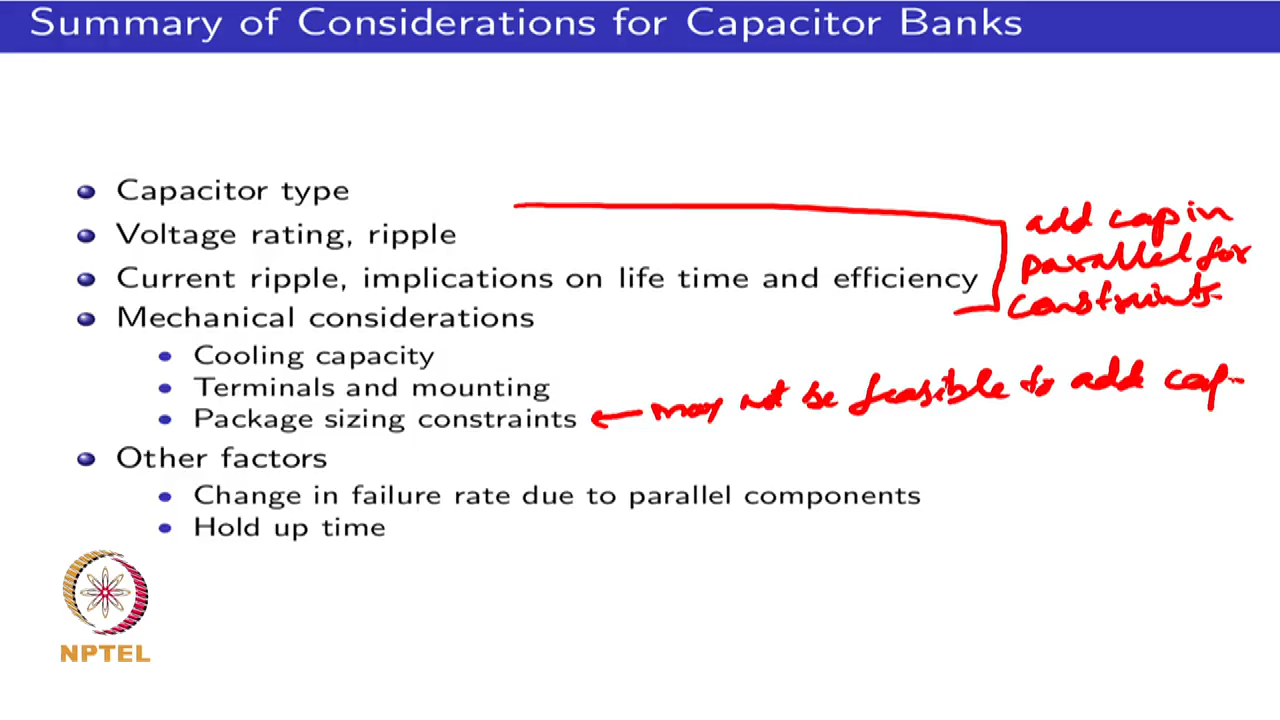 Summary of Considerations for Capacitor Banks
Capacitor type
Voltage rating, ripple
Current ripple, implications on life time and efficiency
add cap in
parallel for
constraints
Mechanical considerations
Cooling capacity
Terminals and mounting
Package sizing constraints
may not be feasible to add cap
Other factors
Change in failure rate due to parallel components
Hold up time
NPTEL